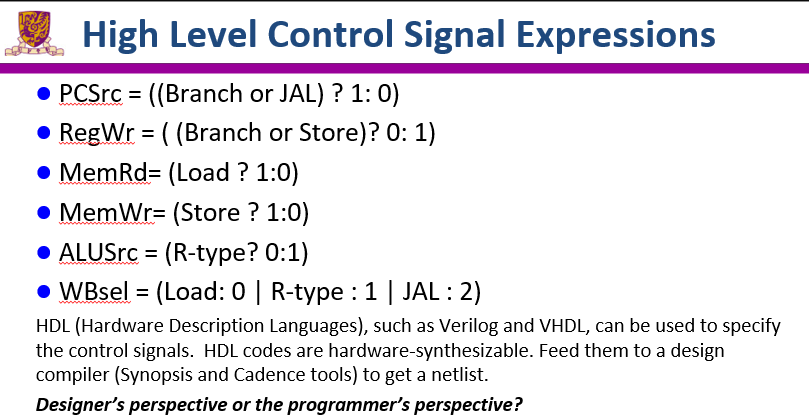 High Level Control Signal Expressions
PCSrc = ((Branch or JAL) ? 1: 0)
RegWr = ( (Branch or Store)? 0: 1)
MemRd= (Load ? 1:0)
MemWr= (Store ? 1:0)
ALUSrc = (R-type? 0:1)
WBsel = (Load: 0 | R-type : 1 | JAL : 2)
HDL (Hardware Description Languages), such as Verilog and VHDL, can be used to specify
the control signals.  HDL codes are hardware-synthesizable. Feed them to a design
compiler (Synopsis and Cadence tools) to get a netlist.
Designer's perspective or the programmer's perspective?